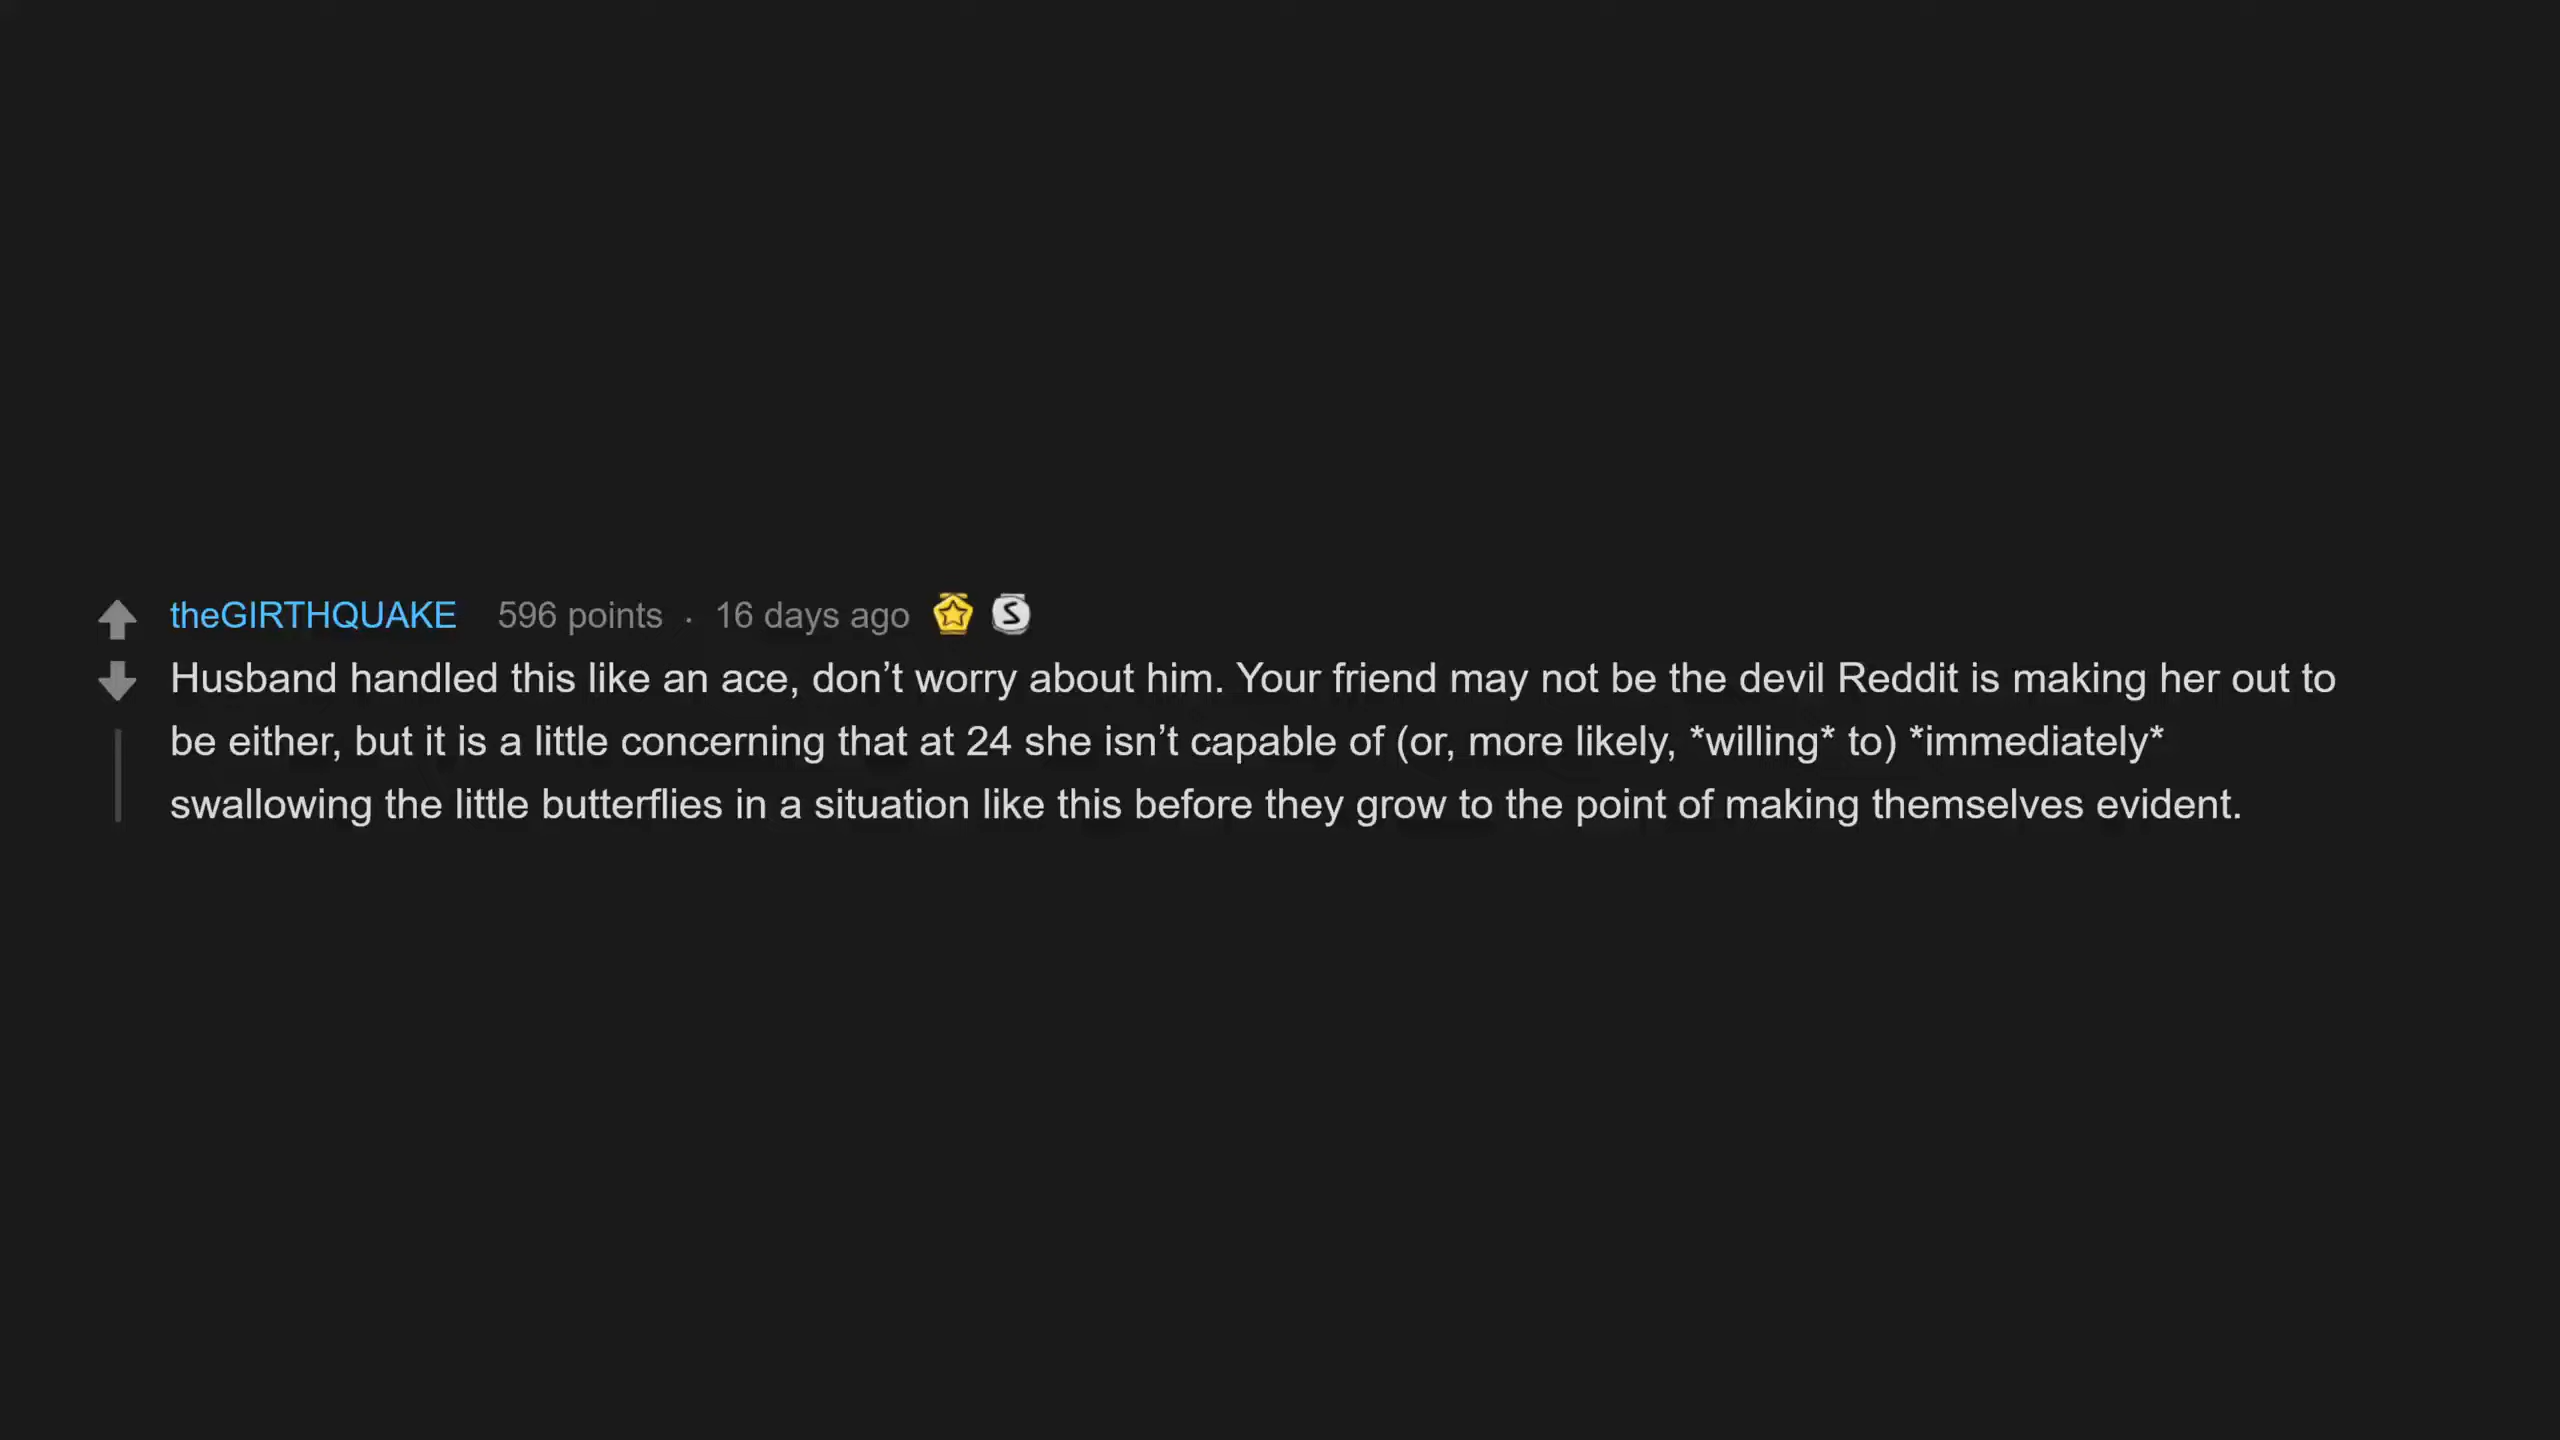 theGIRTHQUAKE 596 points . 16 days ago S
Husband handled this like an ace, don’t worry about him. Your friend may not be the devil Reddit is making her out to
be either, but it is a little concerning that at 24 she isn’t capable of (or, more likely, *willing* to) *immediately*
swallowing the little butterflies in a situation like this before they grow to the point of making themselves evident.